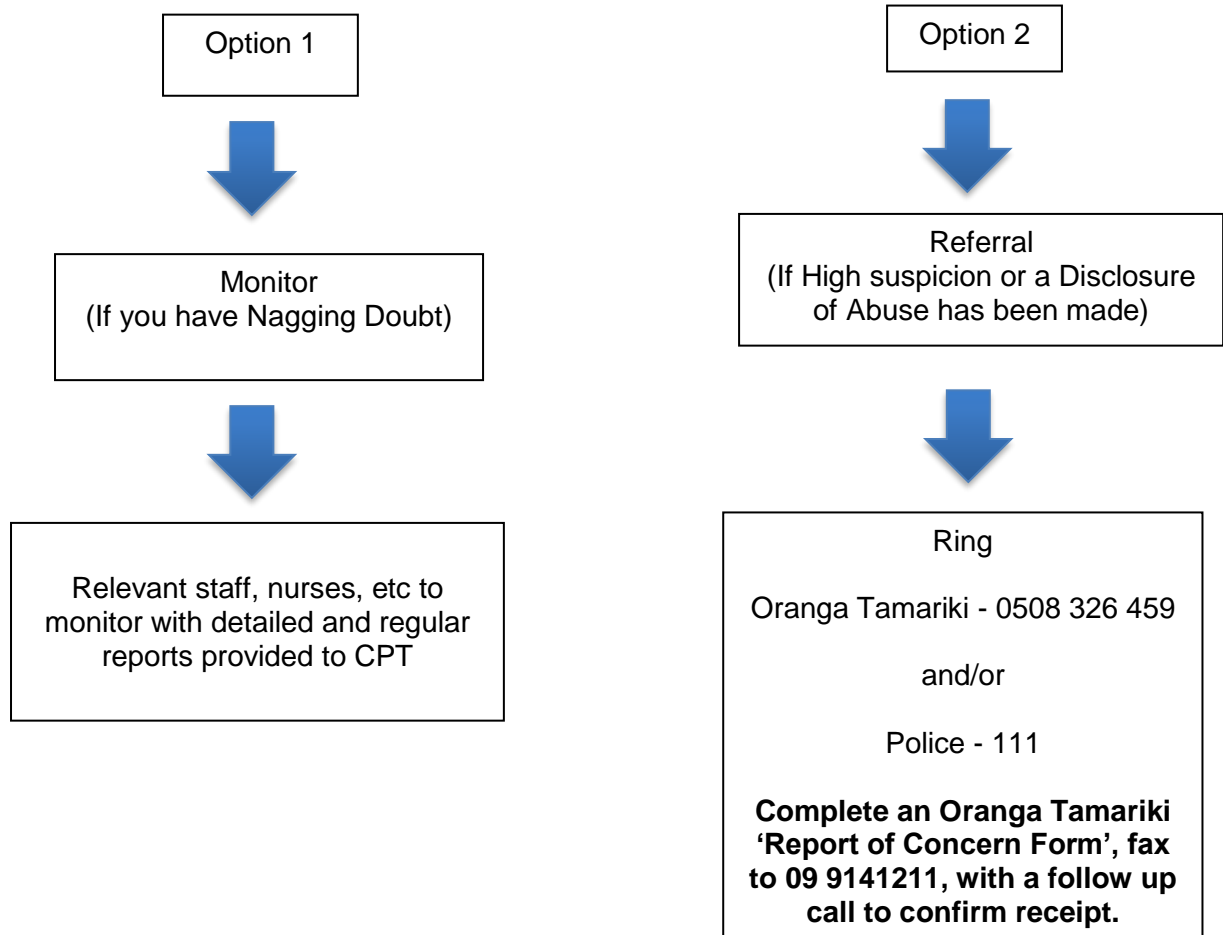 Option 1
Monitor
(If you have Nagging Doubt)
Relevant staff, nurses, etc to
monitor with detailed and regular
reports provided to CPT
Option 2
Referral
(If High suspicion or a Disclosure
of Abuse has been made)
Ring
Oranga Tamariki - 0508 326 459
and/or
Police - 111
Complete an Oranga Tamariki
‘Report of Concern Form’, fax
to 09 9141211, with a follow up
call to confirm receipt.